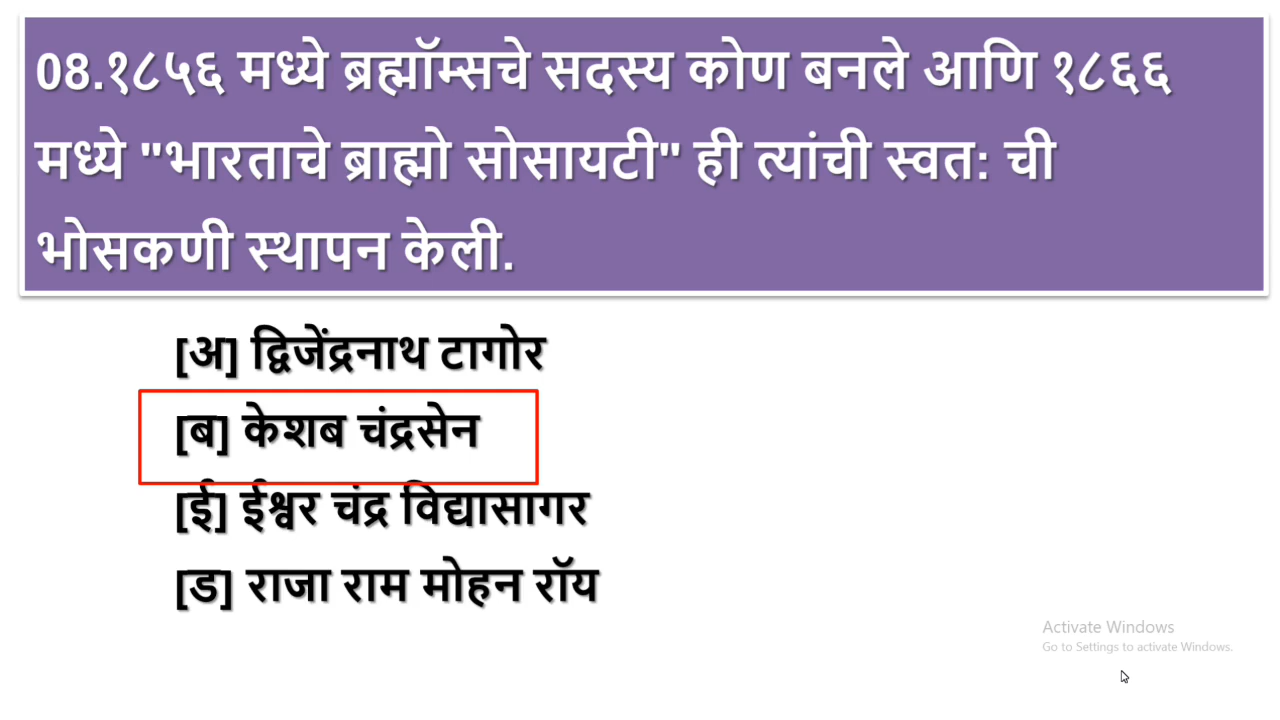 08.१८५६ मध्ये ब्रह्मॉम्सचे सदस्य कोण बनले आणि १८६६
मध्ये "भारताचे ब्राह्मो सोसायटी" ही त्यांची स्वत: ची
भोसकणी स्थापन केली.
[अ] द्विजेंद्रनाथ टागोर
[ब] केशब चंद्रसेन
[ई] ईश्वर चंद्र विद्यासागर
[ड] राजा राम मोहन रॉय
Activate Windows
Go to Settings to activate Windows.